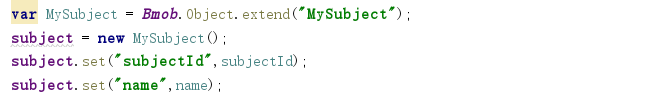 var MySubject = Bmob.Object.extend("MySubject");
subject = new MySubject();
subject.set("subjectId",subjectId);
subject.set("name",name);